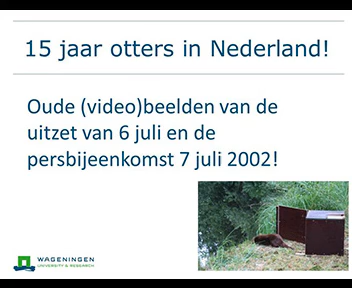 15 jaar otters in Nederland!
Oude (video)beelden van de
uitzet van 6 juli en de
persbijeenkomst 7 juli 2002!
WAGENINGEN
UNIVERSITY & RESEARCH